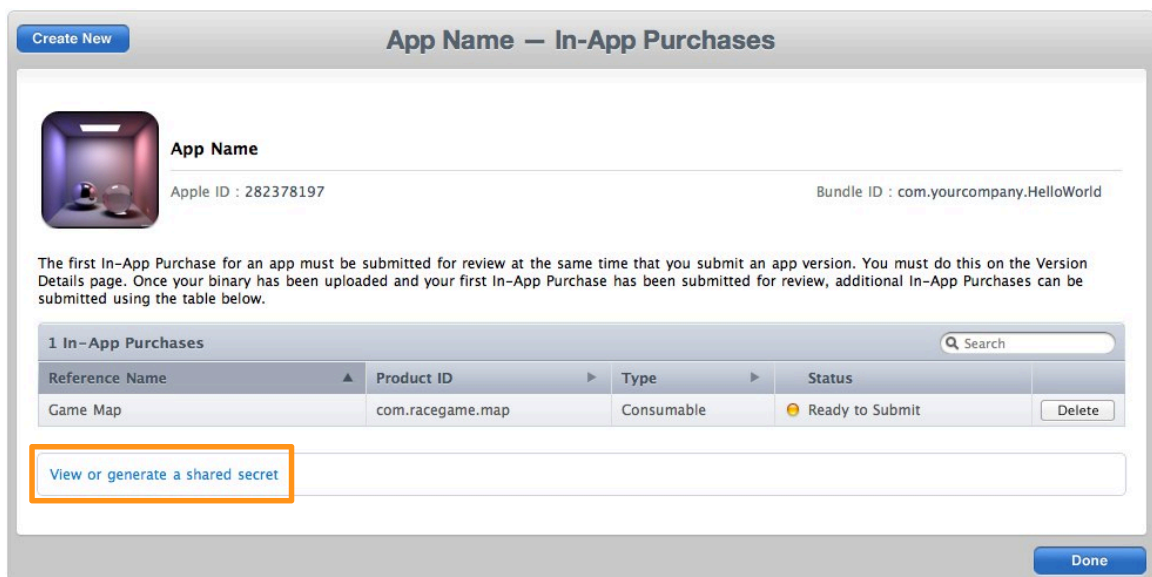 Create New
App Name — In-App Purchases
App Name
Apple ID : 282378197
Bundle ID : com.yourcompany.HelloWorld
The first In-App Purchase for an app must be submitted for review at the same time that you submit an app version. You must do this on the Version
Details page. Once your binary has been uploaded and your first In-App Purchase has been submitted for review, additional In-App Purchases can be
submitted using the table below.
1 In-App Purchases
Search
Reference Name Product ID Type Status
Game Map com.racegame.map Consumable Ready to Submit Delete
View or generate a shared secret
Done